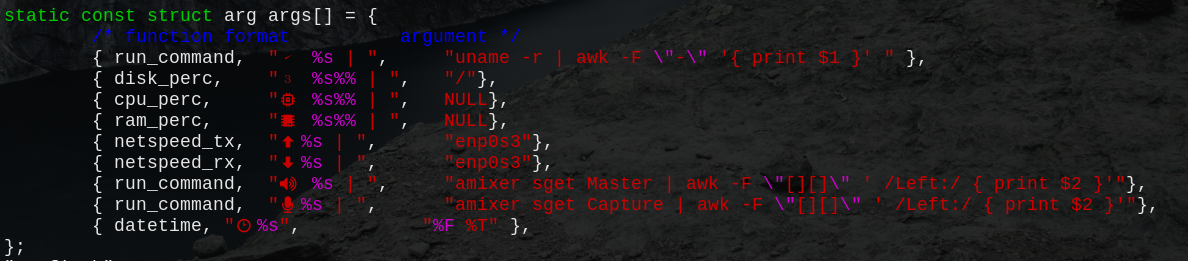 static const struct arg args[] = {
/* function format argument */
{ run_command, " %s | ", "uname -r | awk -F \"-\" '{ print $1 }' " },
{ disk_perc, " %s%% | ", "/"},
{ cpu_perc, " %s%% | ", NULL},
{ ram_perc, " %s%% | ", NULL},
{ netspeed_tx, "🡅 %s | ", "enp0s3"},
{ netspeed_rx, "🡇 %s | ", "enp0s3"},
{ run_command, "🔊 %s | ", "amixer sget Master | awk -F \"[][]\" ' /Left:/ { print $2 }'"},
{ run_command, "🎤 %s | ", "amixer sget Capture | awk -F \"[][]\" ' /Left:/ { print $2 }'"},
{ datetime, "🕒 %s", "%F %T" },
};